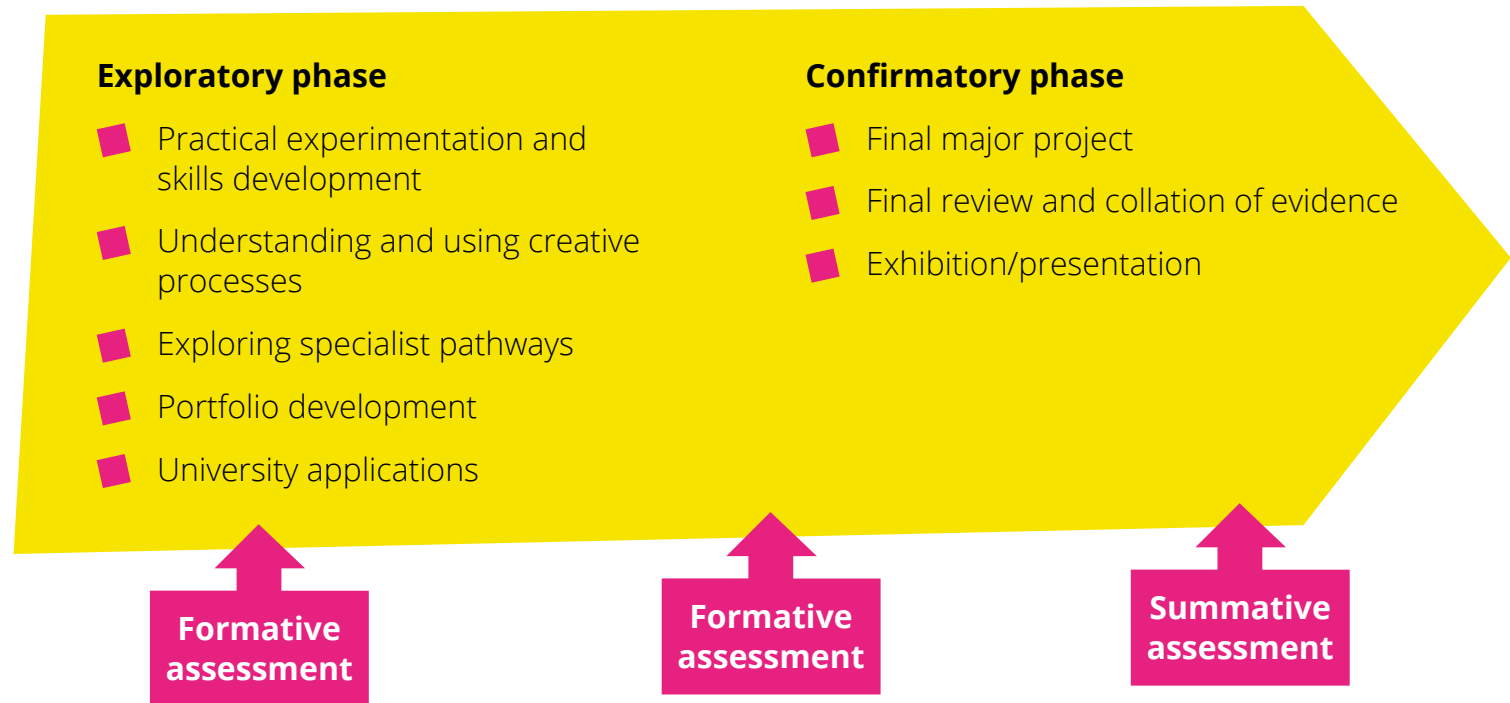 Exploratory phase
Practical experimentation and
skills development
Understanding and using creative
processes
Exploring specialist pathways
Portfolio development
University applications
Confirmatory phase
Final major project
Final review and collation of evidence
Exhibition/presentation
Formative
assessment
Formative
assessment
Summative
assessment